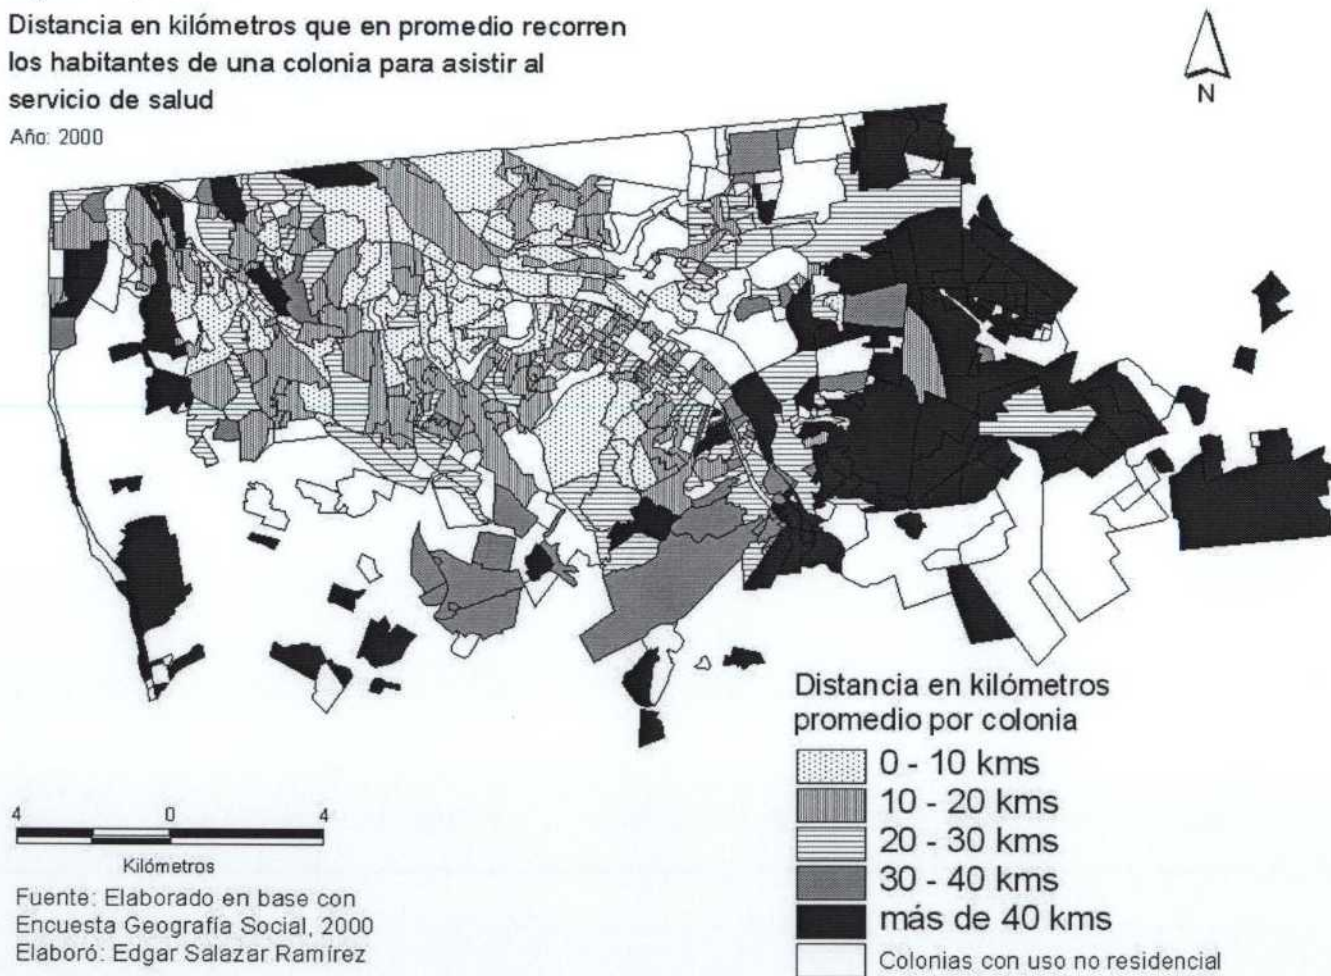 Distancia en kilómetros que en promedio recorren
los habitantes de una colonia para asistir al
servicio de salud
Año: 2000
N
Distancia en kilómetros
promedio por colonia
0 - 10 kms
10 - 20 kms
20 - 30 kms
30 - 40 kms
más de 40 kms
Colonias con uso no residencial
4 0 4
Kilómetros
Fuente: Elaborado en base con
Encuesta Geografía Social, 2000
Elaboró: Edgar Salazar Ramírez